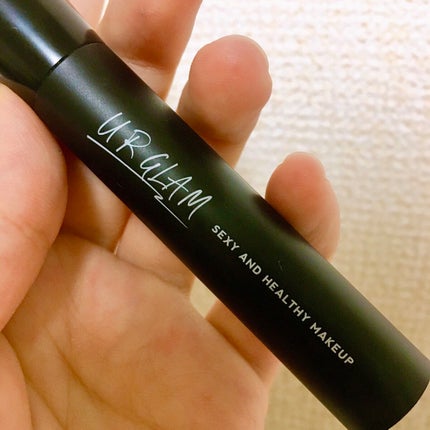 URGLAM
SEXY AND HEALTHY MAKEUP